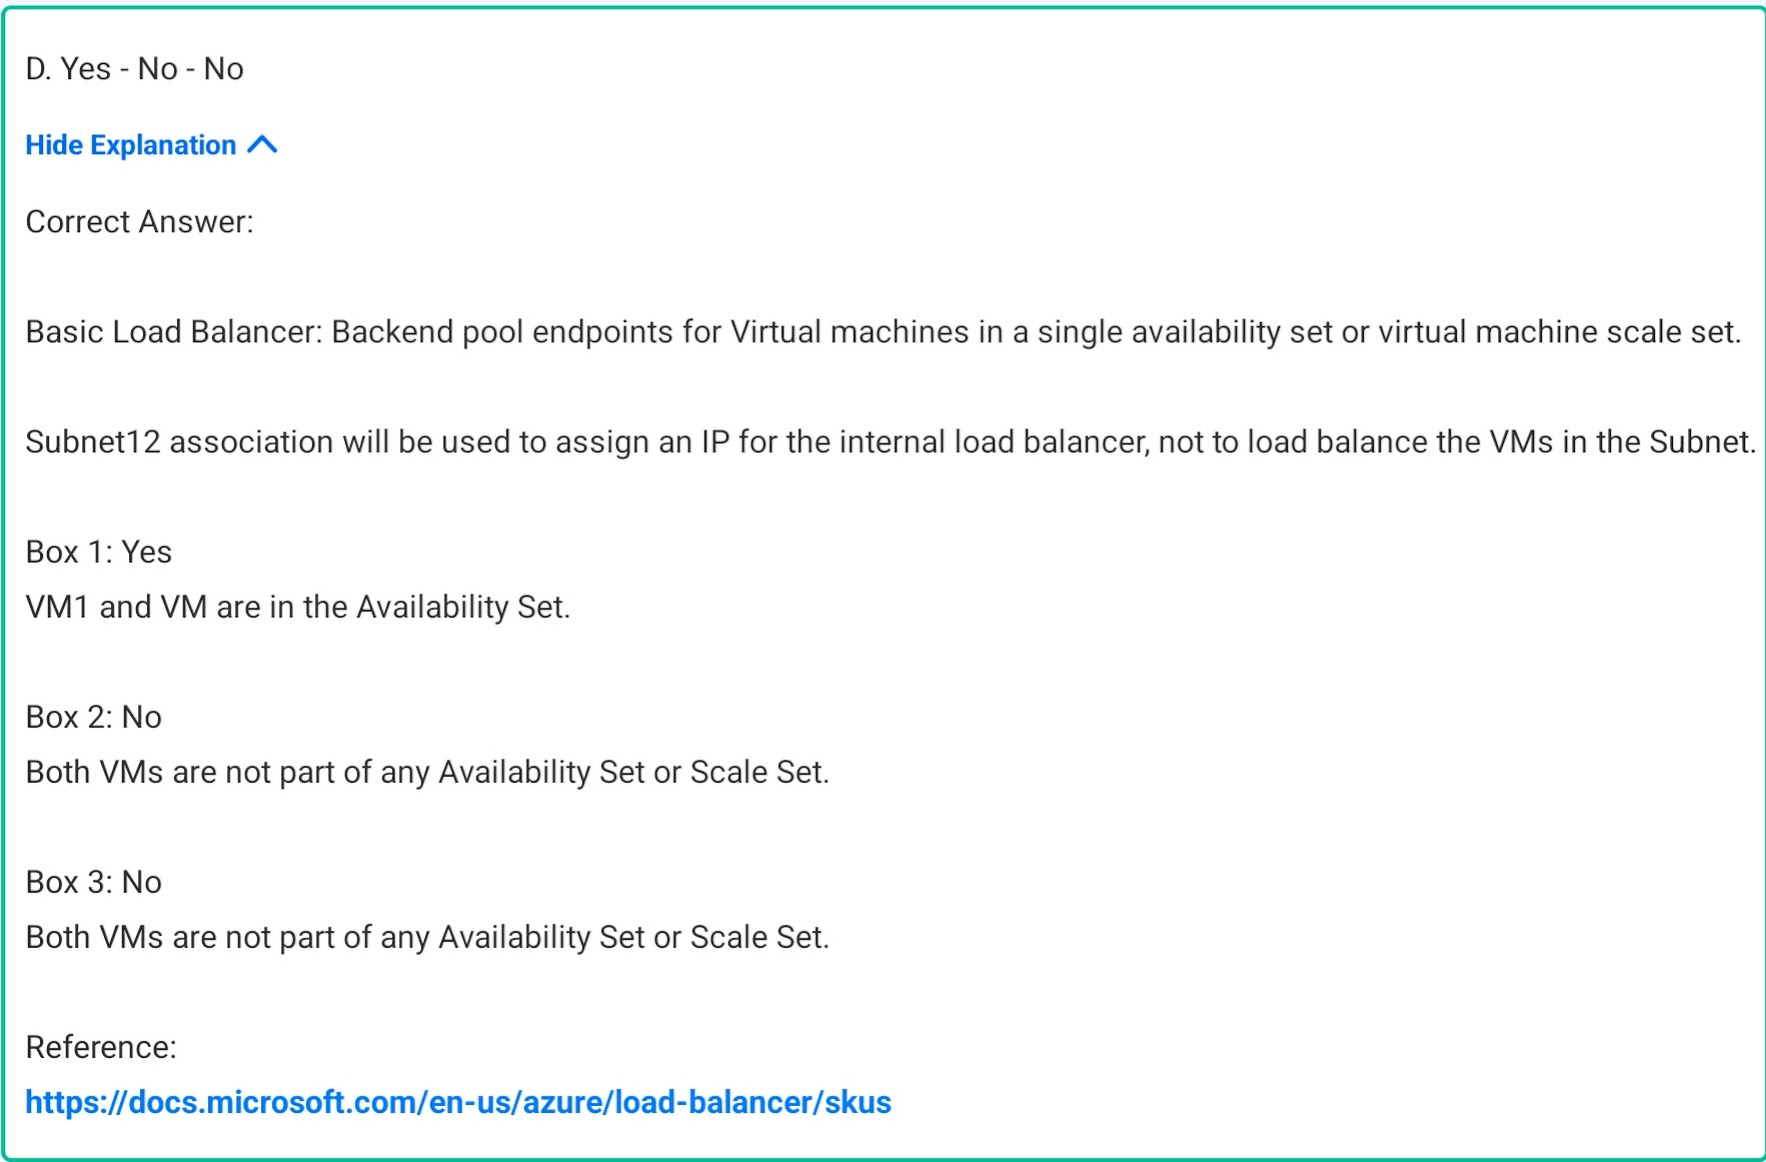 D. Yes - No - No
Hide Explanation
Correct Answer:
Basic Load Balancer: Backend pool endpoints for Virtual machines in a single availability set or virtual machine scale set.
Subnet12 association will be used to assign an IP for the internal load balancer, not to load balance the VMs in the Subnet.
Box 1: Yes
VM1 and VM are in the Availability Set.
Box 2: No
Both VMs are not part of any Availability Set or Scale Set.
Box 3: No
Both VMs are not part of any Availability Set or Scale Set.
Reference:
https://docs.microsoft.com/en-us/azure/load-balancer/skus